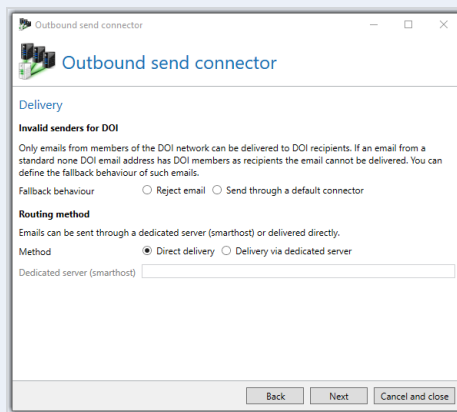 Outbound send connector
Outbound send connector
Delivery
Invalid senders for DOI
Only emails from members of the DOI network can be delivered to DOI recipients. If an email from a
standard none DOI email address has DOI members as recipients the email cannot be delivered. You can
define the fallback behaviour of such emails.
Fallback behaviour Reject email Send through a default connector
Routing method
Emails can be sent through a dedicated server (smarthost) or delivered directly.
Method Direct delivery Delivery via dedicated server
Dedicated server (smarthost)
Back Next Cancel and close